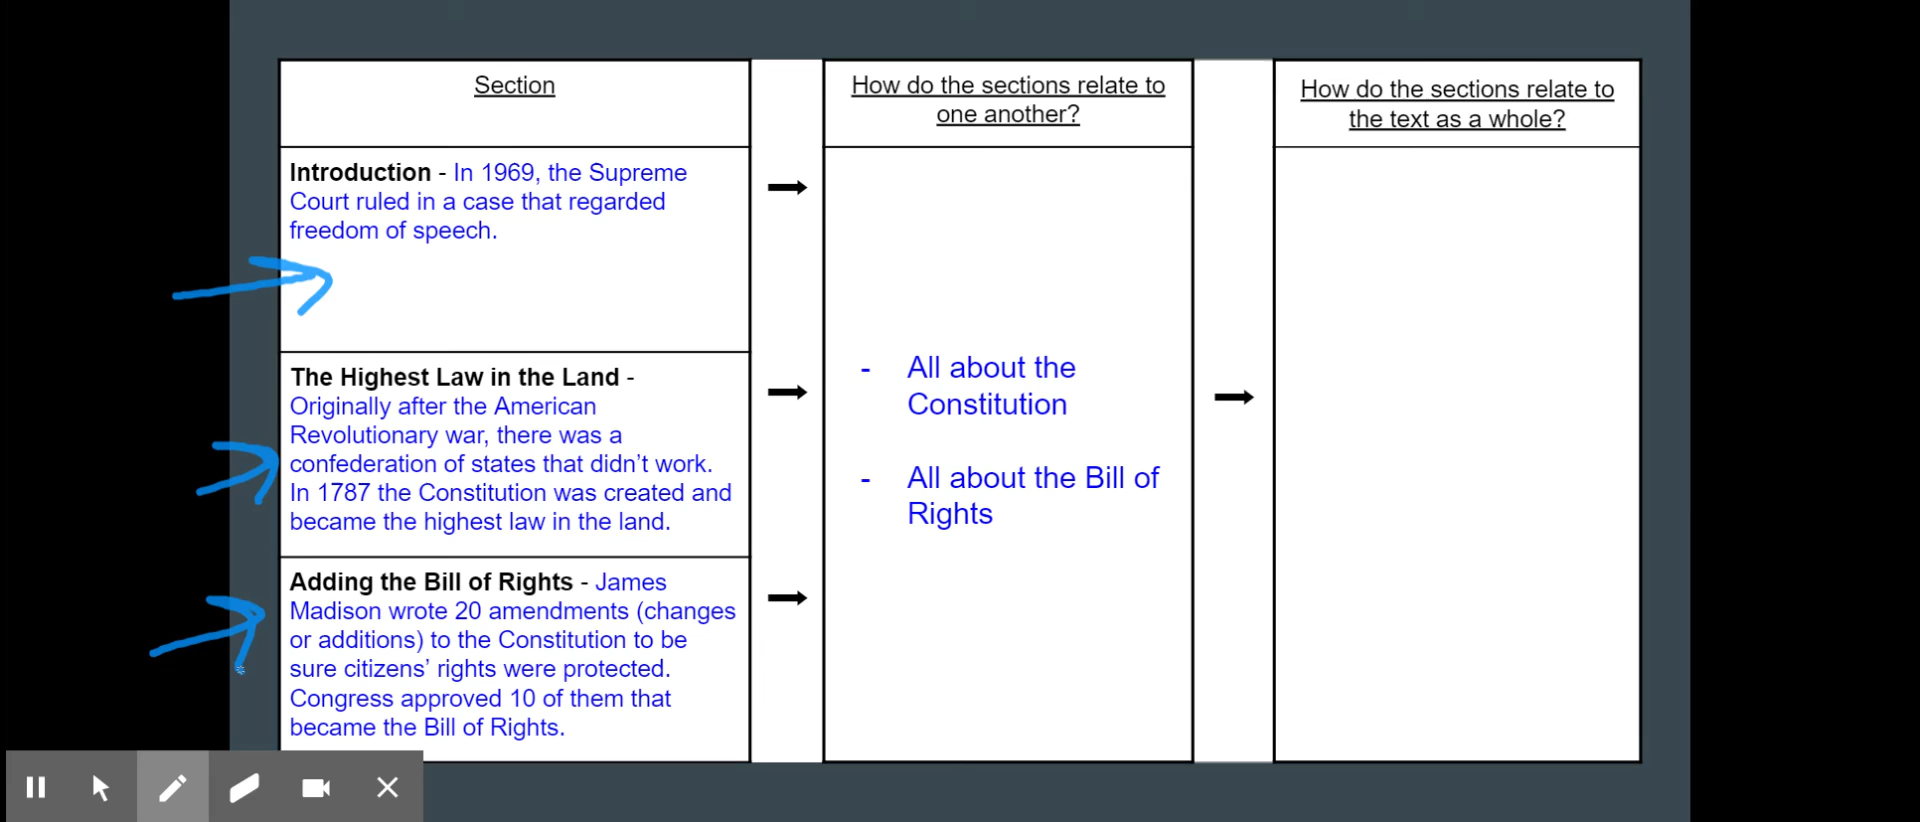 Section
Introduction - In 1969, the Supreme
Court ruled in a case that regarded
freedom of speech.
The Highest Law in the Land -
Originally after the American
Revolutionary war, there was a
confederation of states that didn’t work.
In 1787 the Constitution was created and
became the highest law in the land.
Adding the Bill of Rights - James
Madison wrote 20 amendments (changes
or additions) to the Constitution to be
sure citizens’ rights were protected.
Congress approved 10 of them that
became the Bill of Rights.
How do the sections relate to
one another?
- All about the
Constitution
- All about the Bill of
Rights
How do the sections relate to
the text as a whole?